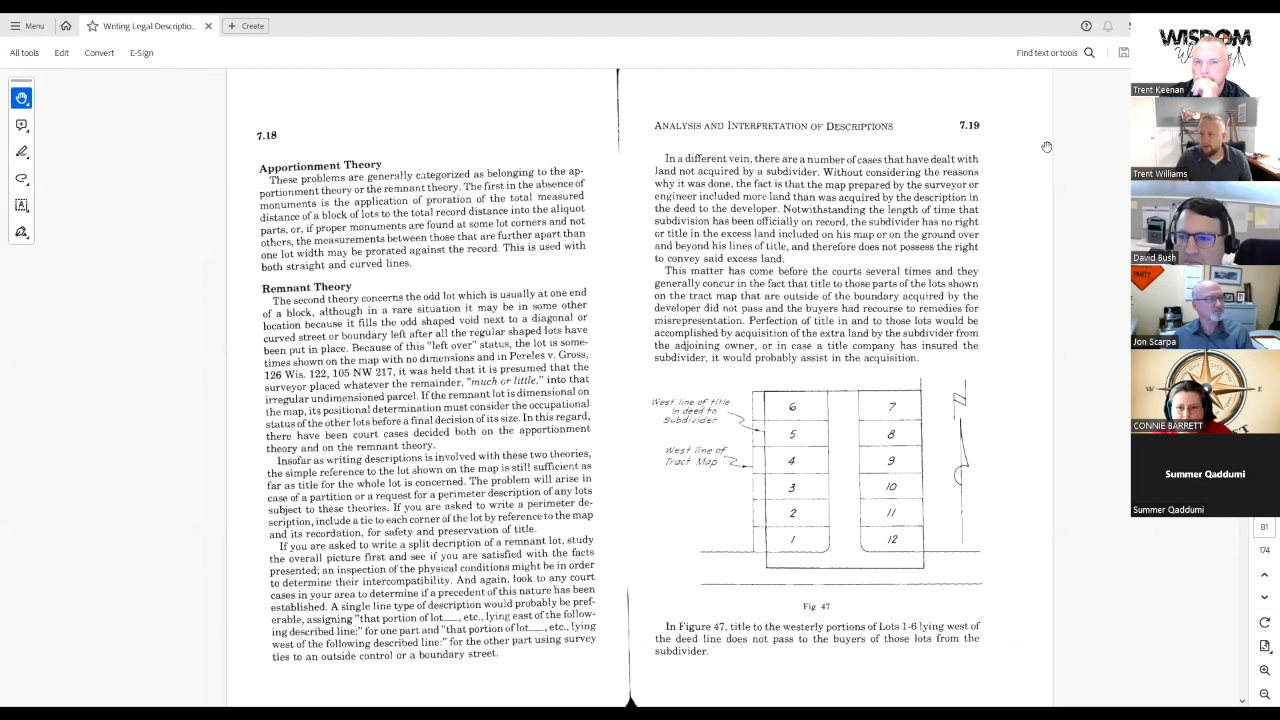 Menu
Writing Legal Descriptio...
Create
All tools
Edit
Convert
E-Sign
Find text or tools
7.18
Apportionment Theory
These problems are generally categorized as belonging to the ap-
portionment theory or the remnant theory. The first in the absence of
monuments is the application of proration of the total measured
distance of a block of lots to the total record distance into the aliquot
parts, or, if proper monuments are found at some lot corners and not
others, the measurements between those that are further apart than
one lot width may be prorated against the record. This is used with
both straight and curved lines.
Remnant Theory
The second theory concerns the odd lot which is usually at one end
of a block, although in a rare situation it may be in some other
location because it fills the odd shaped void next to a diagonal or
curved street or boundary left after all the regular shaped lots have
been put in place. Because of this "left over" status, the lot is some-
times shown on the map with no dimensions and in Pereles v. Gross,
126 Wis. 122, 105 NW 217, it was held that it is presumed that the
surveyor placed whatever the remainder, "much or little," into that
irregular undimensioned parcel. If the remnant lot is dimensional on
the map, its positional determination must consider the occupational
status of the other lots before a final decision of its size. In this regard,
there have been court cases decided both on the apportionment
theory and on the remnant theory.
Insofar as writing descriptions is involved with these two theories,
the simple reference to the lot shown on the map is still sufficient as
far as title for the whole lot is concerned. The problem will arise in
case of a partition or a request for a perimeter description of any lots
subject to these theories. If you are asked to write a perimeter de-
scription, include a tie to each corner of the lot by reference to the map
and its recordation, for safety and preservation of title.
If you are asked to write a split decription of a remnant lot, study
the overall picture first and see if you are satisfied with the facts
presented; an inspection of the physical conditions might be in order
to determine their intercompatibility. And again, look to any court
cases in your area to determine if a precedent of this nature has been
established. A single line type of description would probably be pref-
erable, assigning "that portion of lot___, etc., lying east of the follow-
ing described line:" for one part and "that portion of lot___, etc., lying
west of the following described line:" for the other part using survey
ties to an outside control or a boundary street.
ANALYSIS AND INTERPRETATION OF DESCRIPTIONS 7.19
In a different vein, there are a number of cases that have dealt with
land not acquired by a subdivider. Without considering the reasons
why it was done, the fact is that the map prepared by the surveyor or
engineer included more land than was acquired by the description in
the deed to the developer. Notwithstanding the length of time that
subdivision has been officially on record, the subdivider has no right
or title in the excess land included on his map or on the ground over
and beyond his lines of title, and therefore does not possess the right
to convey said excess land.
This matter has come before the courts several times and they
generally concur in the fact that title to those parts of the lots shown
on the tract map that are outside of the boundary acquired by the
developer did not pass and the buyers had recourse to remedies for
misrepresentation. Perfection of title in and to those lots would be
accomplished by acquisition of the extra land by the subdivider from
the adjoining owner, or in case a title company has insured the
subdivider, it would probably assist in the acquisition.
West line of title
in deed to
Subdivider
West line of
Tract Map
6 7
5 8
4 9
3 10
2 11
1 12
Fig 47
In Figure 47, title to the westerly portions of Lots 1-6 lying west of
the deed line does not pass to the buyers of those lots from the
subdivider.
WISDOM
Trent Keenan
Trent Williams
David Bush
PARTY
Jon Scarpa
W
E
CONNIE BARRETT
Summer Qaddumi
Summer Qaddumi
81
174